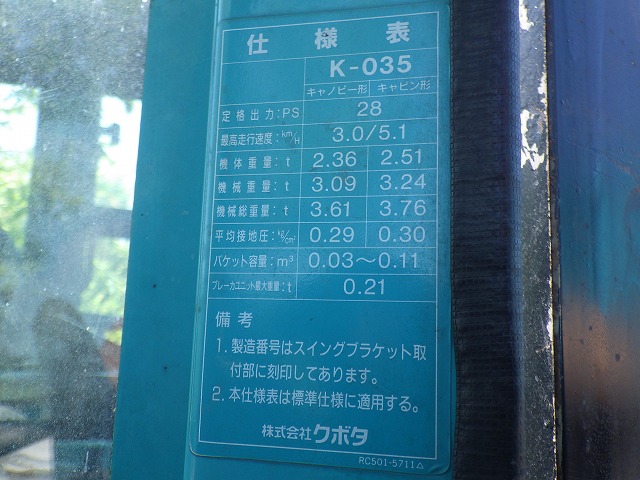 仕様表
K-035
キャノピー形 キャビン形
定格出力:PS 28
最高走行速度:km/H 3.0/5.1
機体重量:t 2.36 2.51
機械重量:t 3.09 3.24
機械総重量:t 3.61 3.76
平均接地圧:kg/cm² 0.29 0.30
バケット容量:m³ 0.03〜0.11
ブレーカユニット最大重量:t 0.21
備考
1. 製造番号はスイングブラケット取
付部に刻印してあります。
2. 本仕様表は標準仕様に適用する。
株式会社クボタ
RC501-5711△